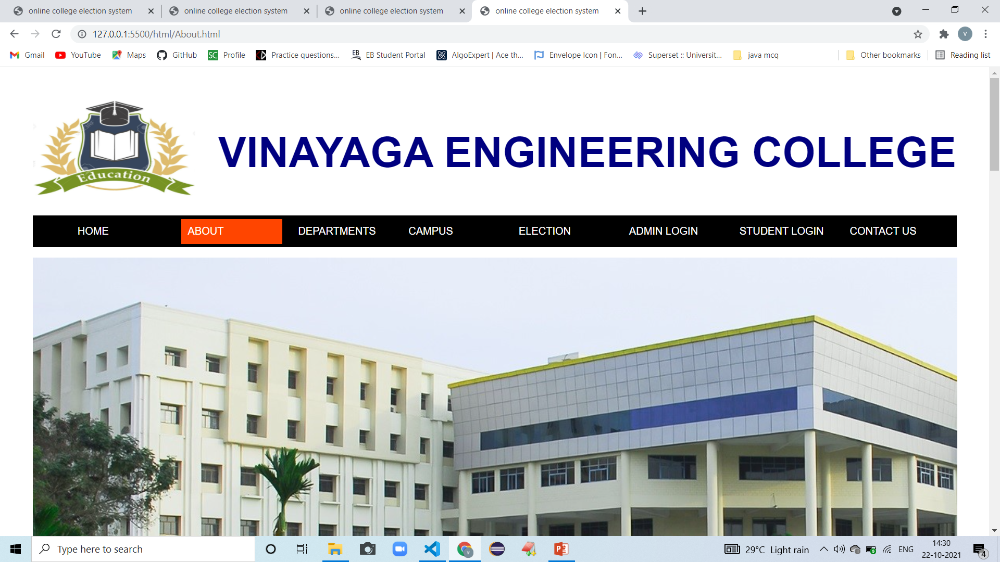 online college election system
online college election system
online college election system
online college election system
127.0.0.1:5500/html/About.html
V
Gmail
YouTube
Maps
GitHub
SC Profile
Practice questions...
EB EB Student Portal
AlgoExpert | Ace th...
Envelope Icon | Fon...
Superset :: Universit...
java mcq
Other bookmarks
Reading list
Education
VINAYAGA ENGINEERING COLLEGE
HOME
ABOUT
DEPARTMENTS
CAMPUS
ELECTION
ADMIN LOGIN
STUDENT LOGIN
CONTACT US
Type here to search
29°C Light rain
ENG
14:30
22-10-2021
4